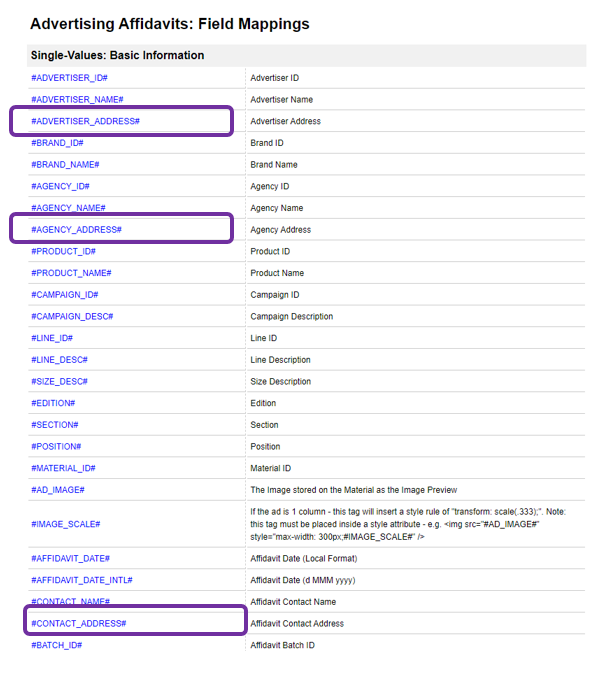 Advertising Affidavits: Field Mappings
Single-Values: Basic Information
#ADVERTISER_ID# Advertiser ID
#ADVERTISER_NAME# Advertiser Name
#ADVERTISER_ADDRESS# Advertiser Address
#BRAND_ID# Brand ID
#BRAND_NAME# Brand Name
#AGENCY_ID# Agency ID
#AGENCY_NAME# Agency Name
#AGENCY_ADDRESS# Agency Address
#PRODUCT_ID# Product ID
#PRODUCT_NAME# Product Name
#CAMPAIGN_ID# Campaign ID
#CAMPAIGN_DESC# Campaign Description
#LINE_ID# Line ID
#LINE_DESC# Line Description
#SIZE_DESC# Size Description
#EDITION# Edition
#SECTION# Section
#POSITION# Position
#MATERIAL_ID# Material ID
#AD_IMAGE# The Image stored on the Material as the Image Preview
If the ad is 1 column - this tag will insert a style rule of "transform: scale(.333);". Note:
#IMAGE_SCALE# this tag must be placed inside a style attribute - e.g. <img src="#AD_IMAGE#"
style="max-width: 300px;#IMAGE_SCALE#" />
#AFFIDAVIT_DATE# Affidavit Date (Local Format)
#AFFIDAVIT_DATE_INTL# Affidavit Date (d MMM yyyy)
#CONTACT_NAME# Affidavit Contact Name
#CONTACT_ADDRESS# Affidavit Contact Address
#BATCH_ID# Affidavit Batch ID